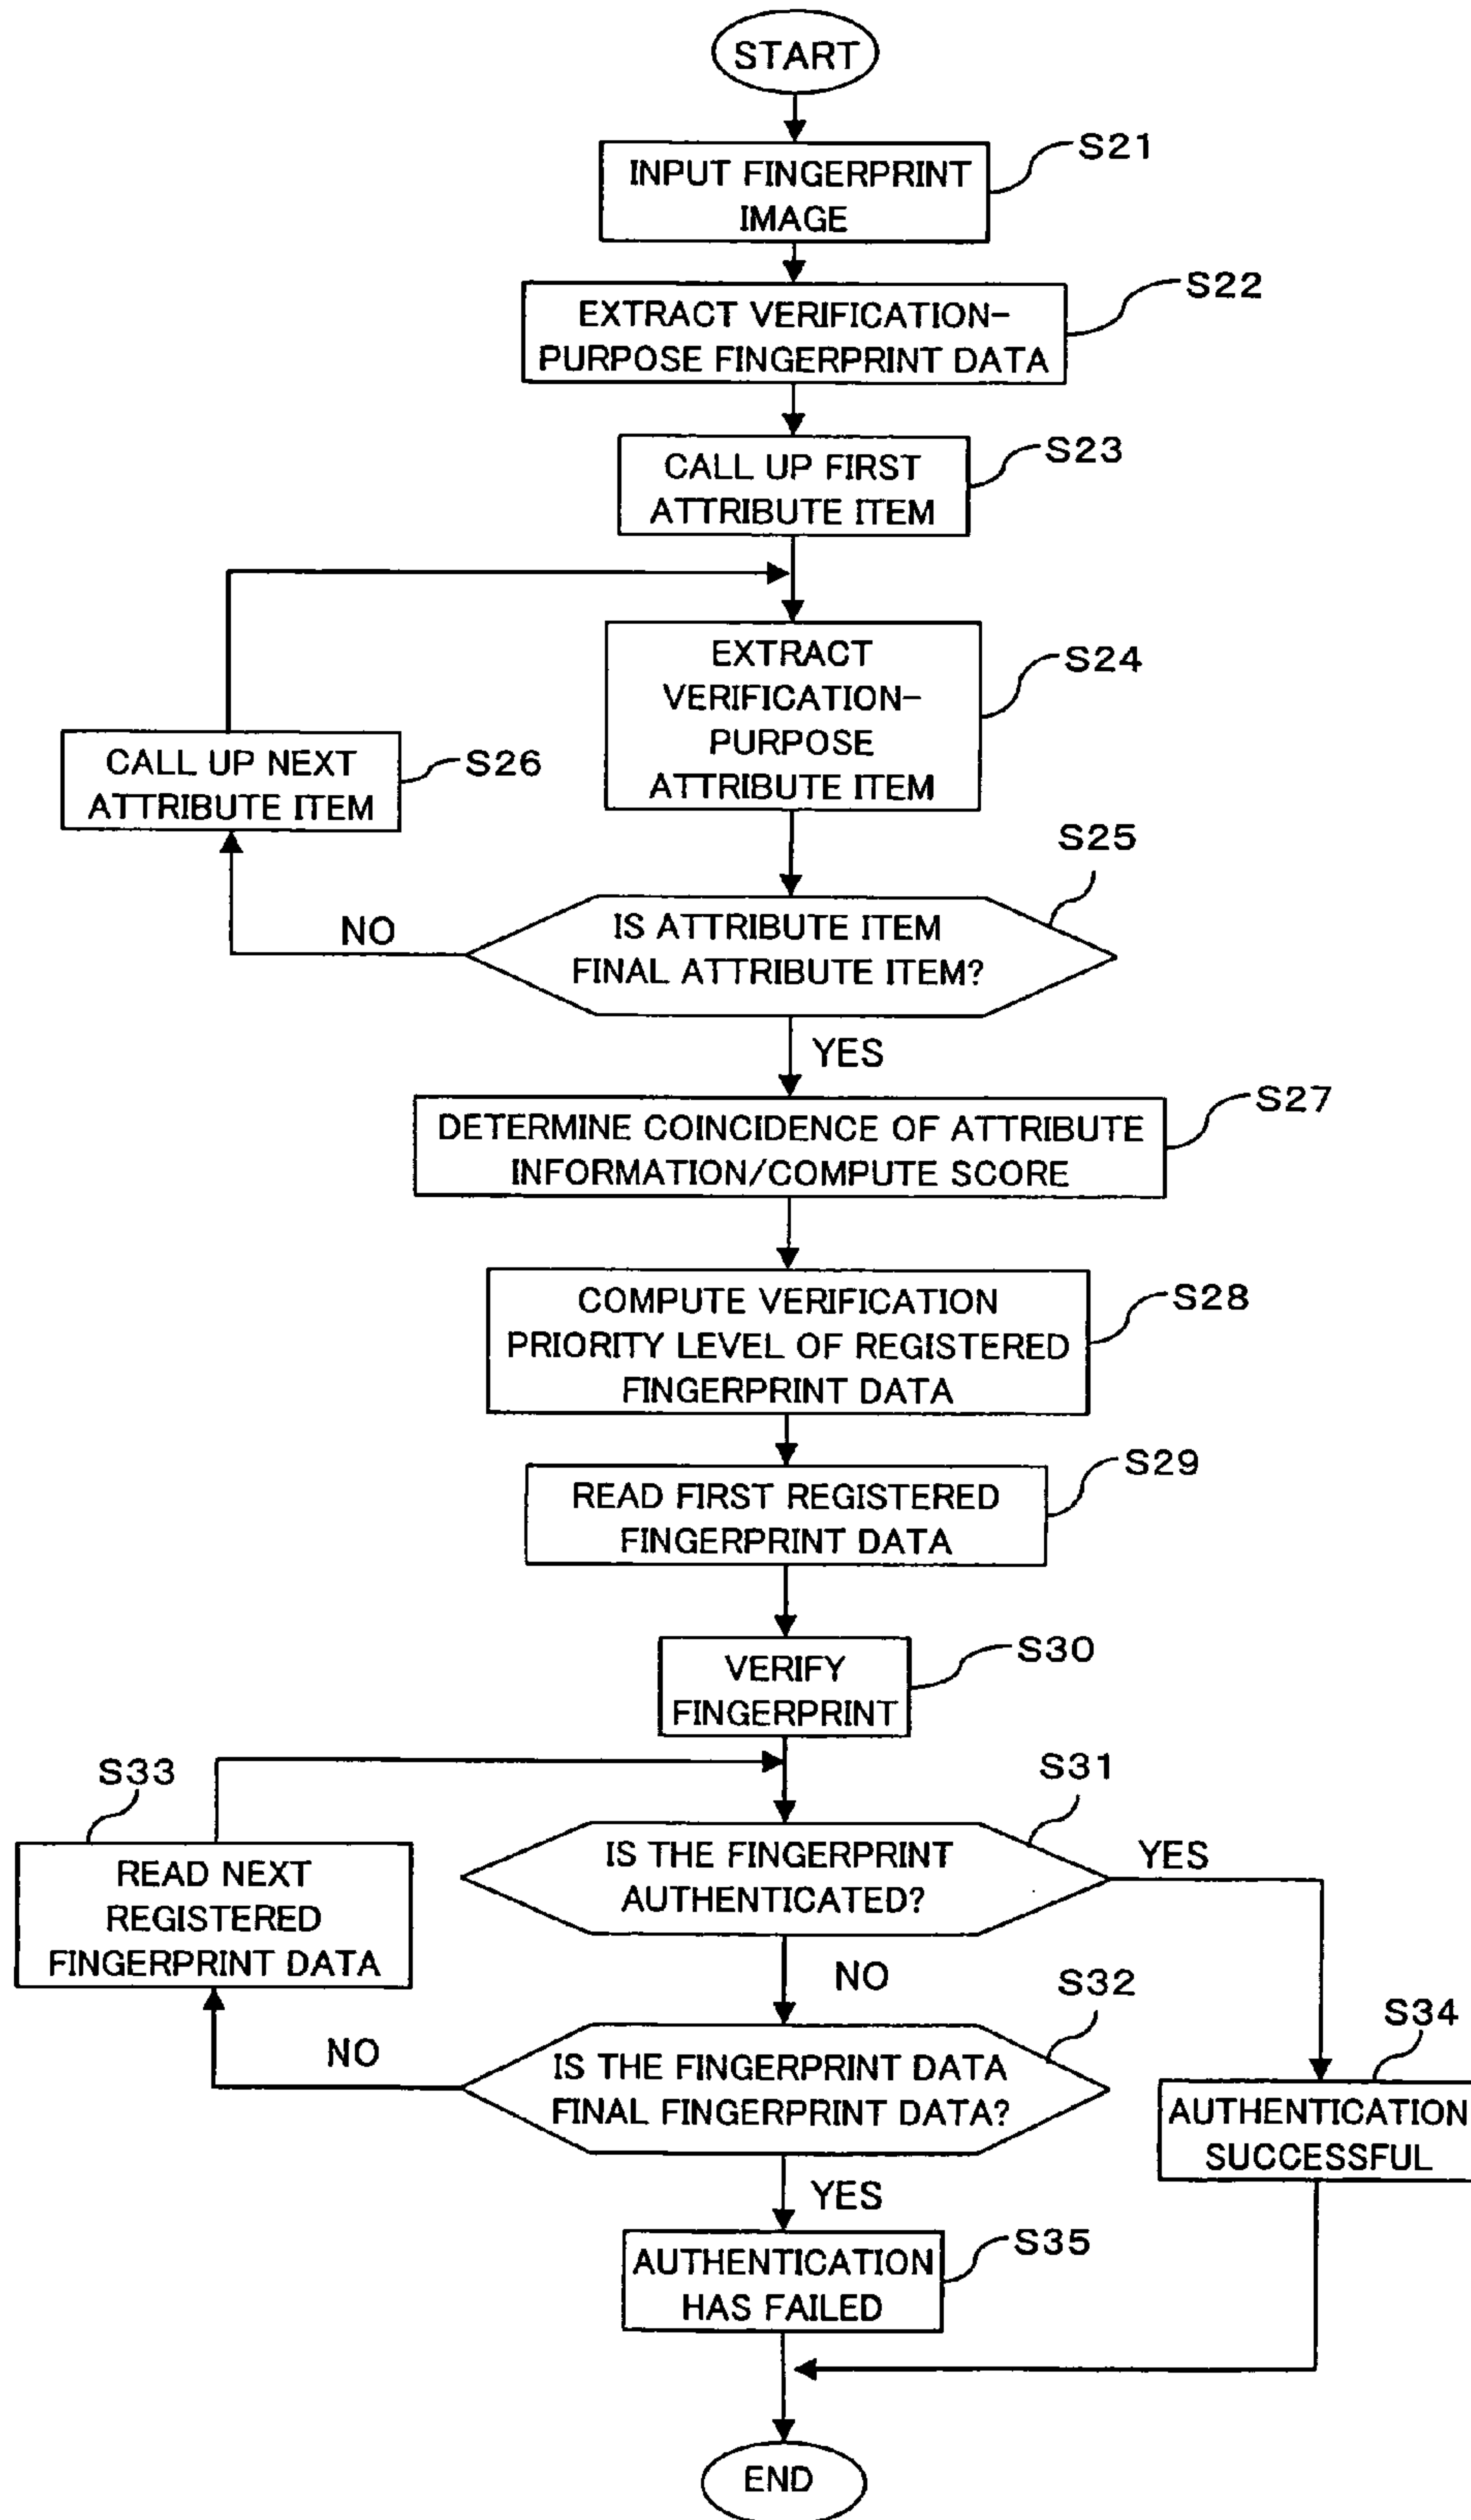 START
S21
INPUT FINGERPRINT
IMAGE
S22
EXTRACT VERIFICATION-
PURPOSE FINGERPRINT DATA
S23
CALL UP FIRST
ATTRIBUTE ITEM
S24
EXTRACT
VERIFICATION-
PURPOSE
ATTRIBUTE ITEM
S26
CALL UP NEXT
ATTRIBUTE ITEM
S25
NO
IS ATTRIBUTE ITEM
FINAL ATTRIBUTE ITEM?
YES
S27
DETERMINE COINCIDENCE OF ATTRIBUTE
INFORMATION/COMPUTE SCORE
S28
COMPUTE VERIFICATION
PRIORITY LEVEL OF REGISTERED
FINGERPRINT DATA
S29
READ FIRST REGISTERED
FINGERPRINT DATA
S30
VERIFY
FINGERPRINT
S33
READ NEXT
REGISTERED
FINGERPRINT DATA
S31
IS THE FINGERPRINT
AUTHENTICATED?
YES
NO
S32
NO
IS THE FINGERPRINT DATA
FINAL FINGERPRINT DATA?
S34
AUTHENTICATION
SUCCESSFUL
YES
S35
AUTHENTICATION
HAS FAILED
END